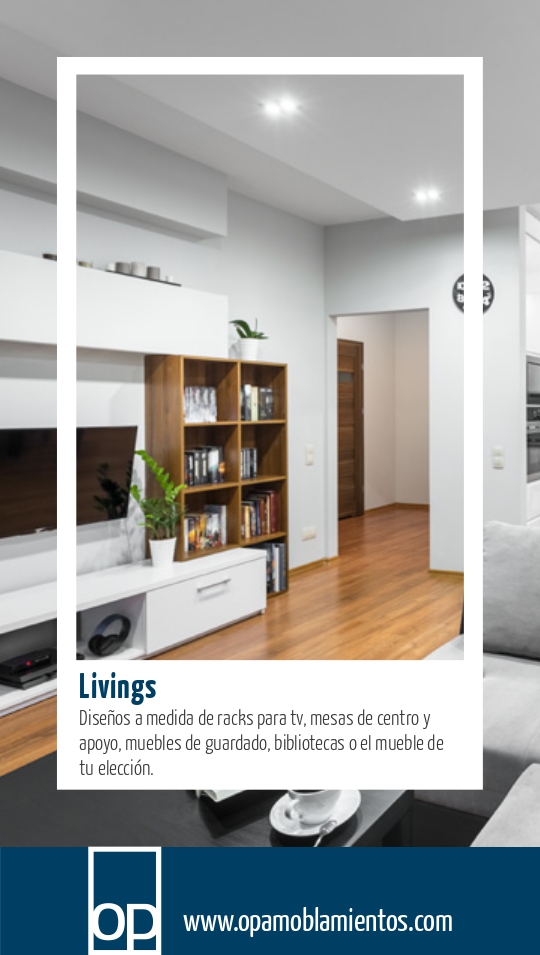 Livings
Diseños a medida de racks para tv, mesas de centro y
apoyo, muebles de guardado, bibliotecas o el mueble de
tu elección.
op
www.opamoblamientos.com